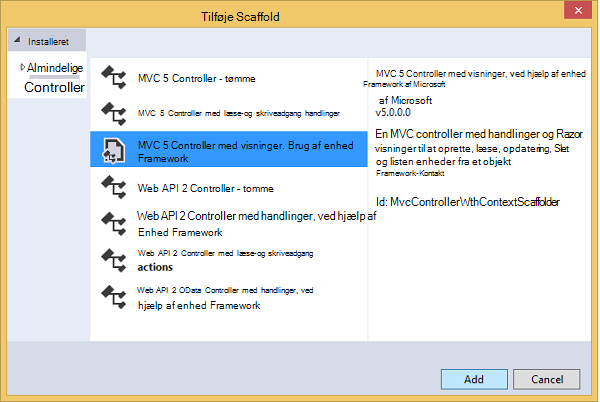 Tilføje Scaffold
Installeret
Almindelige
Controller
MVC 5 Controller - tømme
MVC 5 Controller med læse-og skriveadgang handlinger
MVC 5 Controller med visninger. Brug af enhed
Framework
Web API 2 Controller - tomme
Web API 2 Controller med handlinger, ved hjælp af
Enhed Framework
Web API 2 Controller med læse-og skriveadgang
actions
Web API 2 OData Controller med handlinger, ved
hjælp af enhed Framework
MVC 5 Controller med visninger, ved hjælp af enhed
Framework af Microsoft
af Microsoft
v5.0.0.0
En MVC controller med handlinger og Razor
visninger til at oprette, læse, opdatering, Slet
og listen enheder fra et objekt
Framework-Kontakt
Id: MvcControllerWthContextScaffolder
Add
Cancel